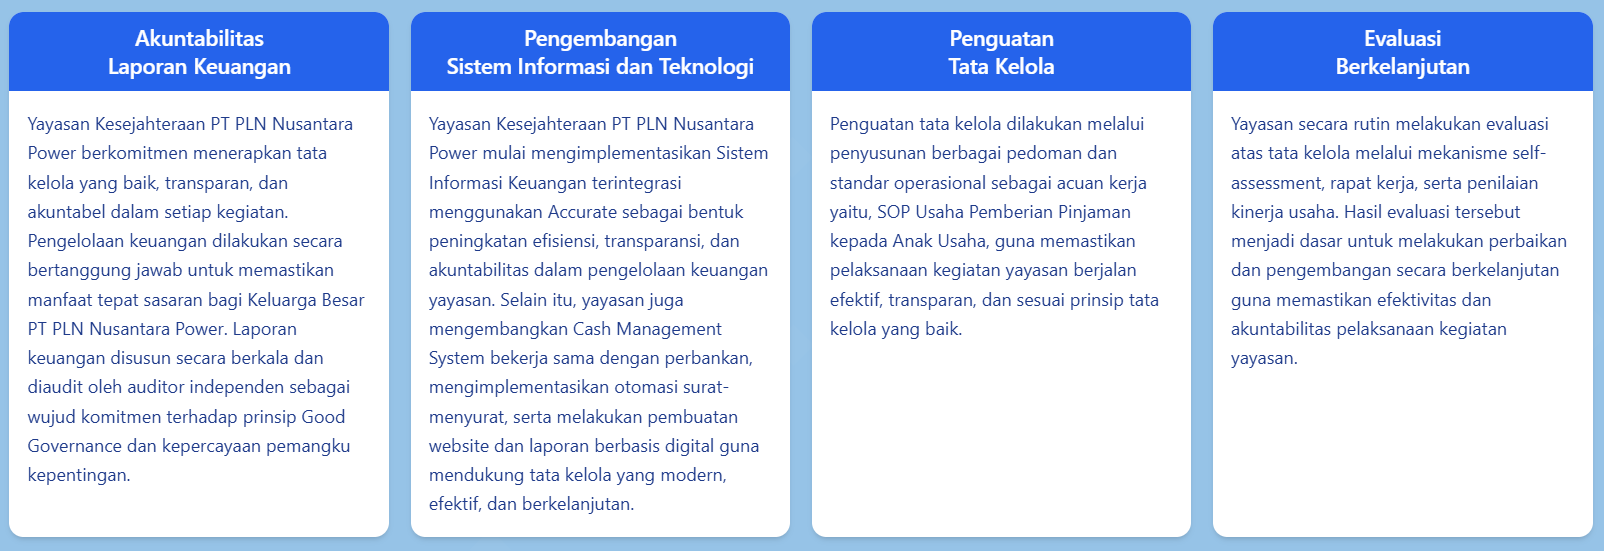 Akuntabilitas
Laporan Keuangan
Yayasan Kesejahteraan PT PLN Nusantara
Power berkomitmen menerapkan tata
kelola yang baik, transparan, dan
akuntabel dalam setiap kegiatan.
Pengelolaan keuangan dilakukan secara
bertanggung jawab untuk memastikan
manfaat tepat sasaran bagi Keluarga Besar
PT PLN Nusantara Power. Laporan
keuangan disusun secara berkala dan
diaudit oleh auditor independen sebagai
wujud komitmen terhadap prinsip Good
Governance dan kepercayaan pemangku
kepentingan.
Pengembangan
Sistem Informasi dan Teknologi
Yayasan Kesejahteraan PT PLN Nusantara
Power mulai mengimplementasikan Sistem
Informasi Keuangan terintegrasi
menggunakan Accurate sebagai bentuk
peningkatan efisiensi, transparansi, dan
akuntabilitas dalam pengelolaan keuangan
yayasan. Selain itu, yayasan juga
mengembangkan Cash Management
System bekerja sama dengan perbankan,
mengimplementasikan otomasi surat-
menyurat, serta melakukan pembuatan
website dan laporan berbasis digital guna
mendukung tata kelola yang modern,
efektif, dan berkelanjutan.
Penguatan
Tata Kelola
Penguatan tata kelola dilakukan melalui
penyusunan berbagai pedoman dan
standar operasional sebagai acuan kerja
yaitu, SOP Usaha Pemberian Pinjaman
kepada Anak Usaha, guna memastikan
pelaksanaan kegiatan yayasan berjalan
efektif, transparan, dan sesuai prinsip tata
kelola yang baik.
Evaluasi
Berkelanjutan
Yayasan secara rutin melakukan evaluasi
atas tata kelola melalui mekanisme self-
assessment, rapat kerja, serta penilaian
kinerja usaha. Hasil evaluasi tersebut
menjadi dasar untuk melakukan perbaikan
dan pengembangan secara berkelanjutan
guna memastikan efektivitas dan
akuntabilitas pelaksanaan kegiatan
yayasan.